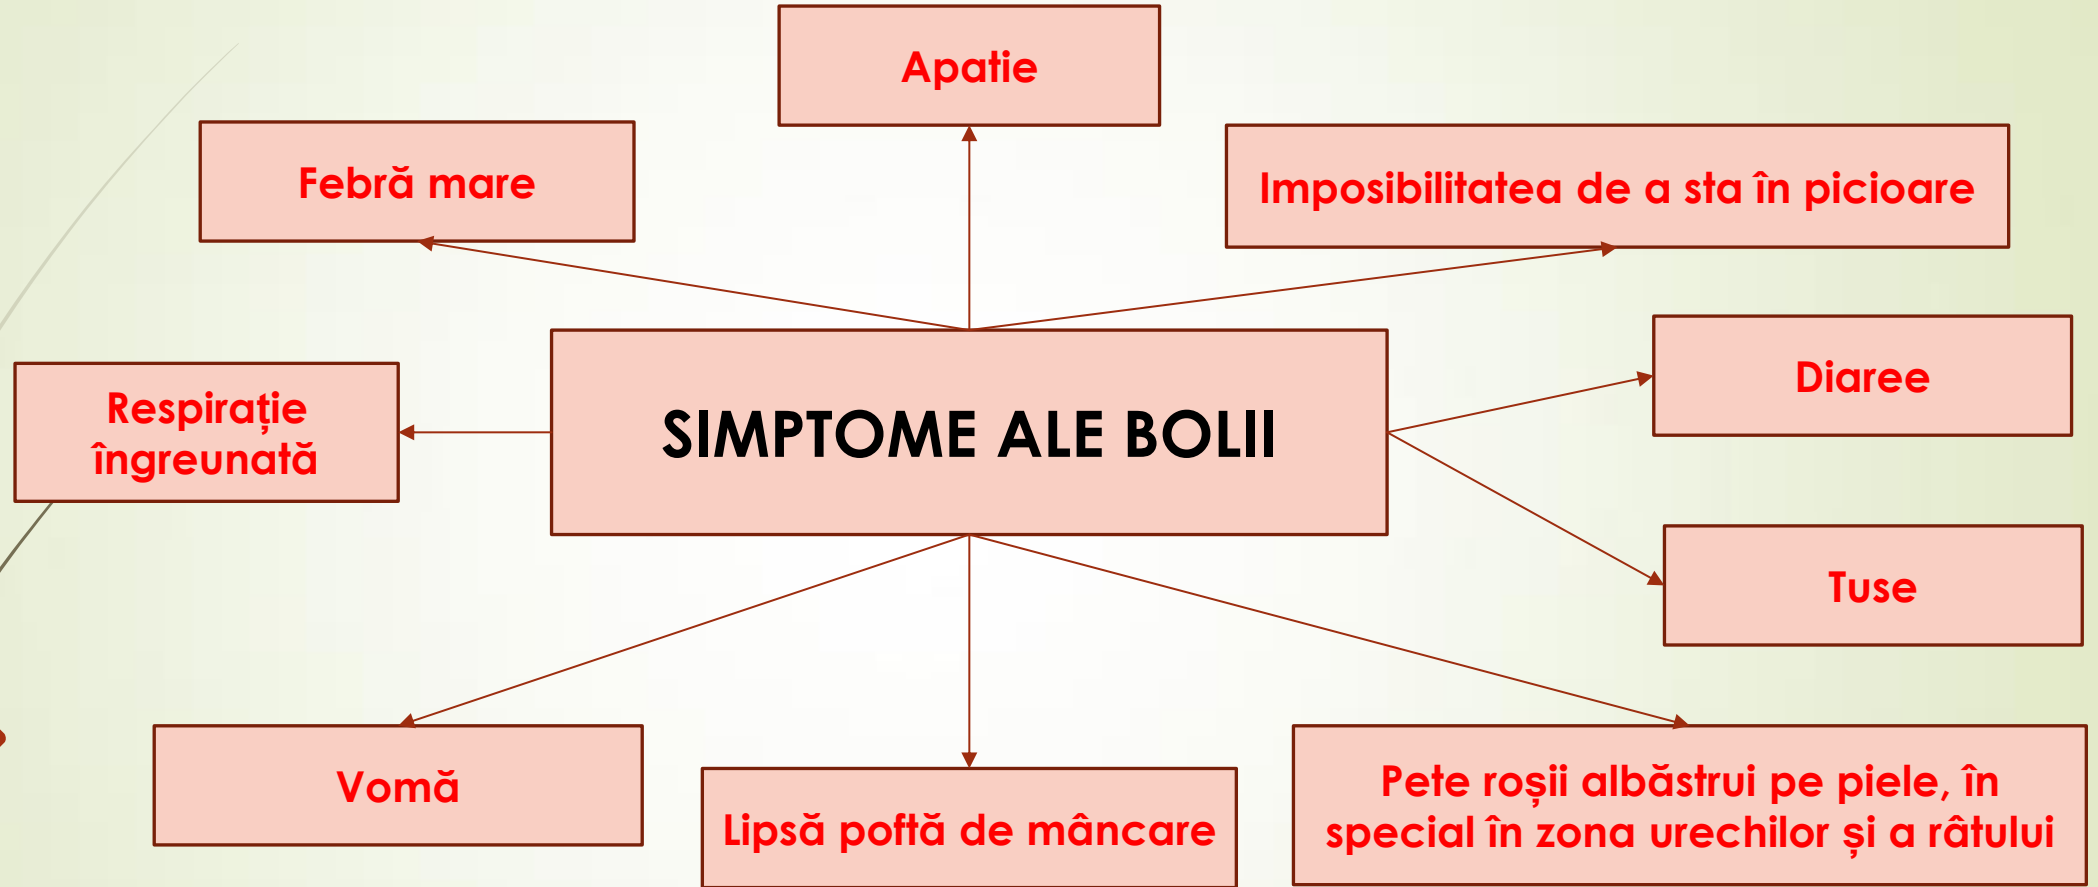 Apatie
Febră mare
Imposibilitatea de a sta în picioare
Respirație
îngreunată
SIMPTOME ALE BOLII
Diaree
Tuse
Vomă
Lipsă poftă de mâncare
Pete roșii albăstrui pe piele, în
special în zona urechilor și a râtului